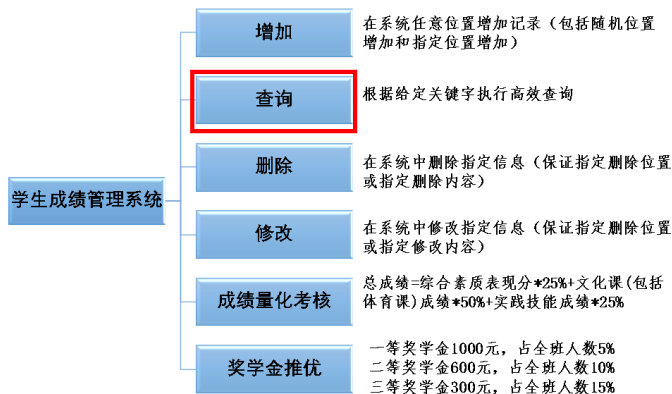 增加
在系统任意位置增加记录（包括随机位置
增加和指定位置增加）
查询
根据给定关键字执行高效查询
删除
在系统中删除指定信息（保证指定删除位置
或指定删除内容）
学生成绩管理系统
修改
在系统中修改指定信息（保证指定删除位置
或指定修改内容）
成绩量化考核
总成绩=综合素质表现分*25%+文化课(包括
体育课)成绩*50%+实践技能成绩*25%
奖学金推优
一等奖学金1000元，占全班人数5%
二等奖学金600元，占全班人数10%
三等奖学金300元，占全班人数15%